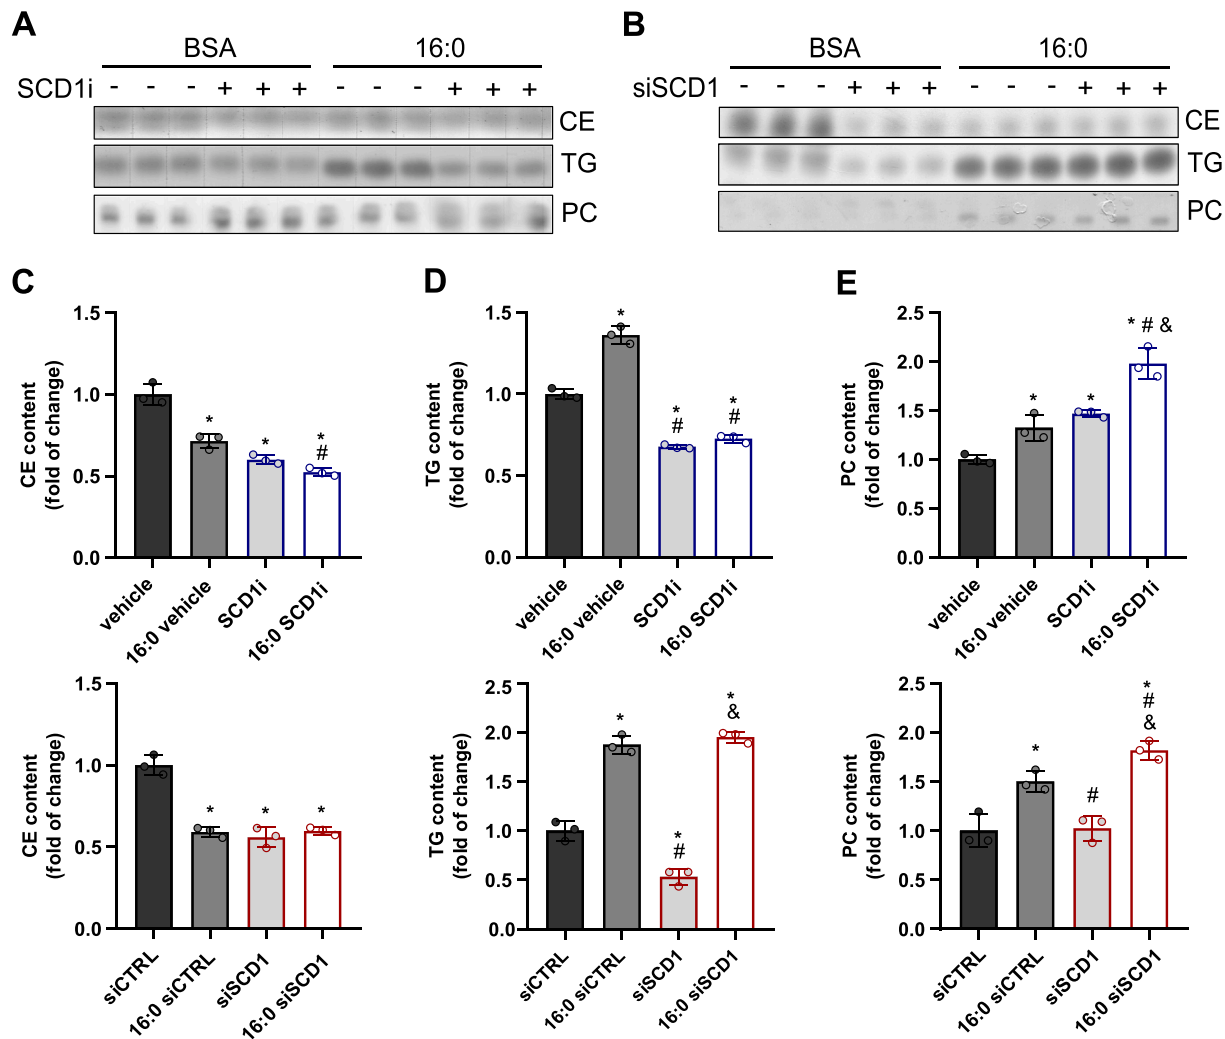 A
BSA 16:0
SCD1i - - - + + + - - - + + +
CE
TG
PC
B
BSA 16:0
siSCD1 - - - + + + - - - + + +
CE
TG
PC
C
CE content
(fold of change)
1.5
1.0
0.5
0.0
*
*
*
#
vehicle
16:0 vehicle
SCD1i
16:0 SCD1i
D
TG content
(fold of change)
1.5
1.0
0.5
0.0
*
*
#
*
#
vehicle
16:0 vehicle
SCD1i
16:0 SCD1i
E
PC content
(fold of change)
2.5
2.0
1.5
1.0
0.5
0.0
*
*
* # &
vehicle
16:0 vehicle
SCD1i
16:0 SCD1i
CE content
(fold of change)
1.5
1.0
0.5
0.0
*
*
*
siCTRL
16:0 siCTRL
siSCD1
16:0 siSCD1
TG content
(fold of change)
2.5
2.0
1.5
1.0
0.5
0.0
*
*
#
*
&
siCTRL
16:0 siCTRL
siSCD1
16:0 siSCD1
PC content
(fold of change)
2.5
2.0
1.5
1.0
0.5
0.0
*
#
*
#
&
siCTRL
16:0 siCTRL
siSCD1
16:0 siSCD1